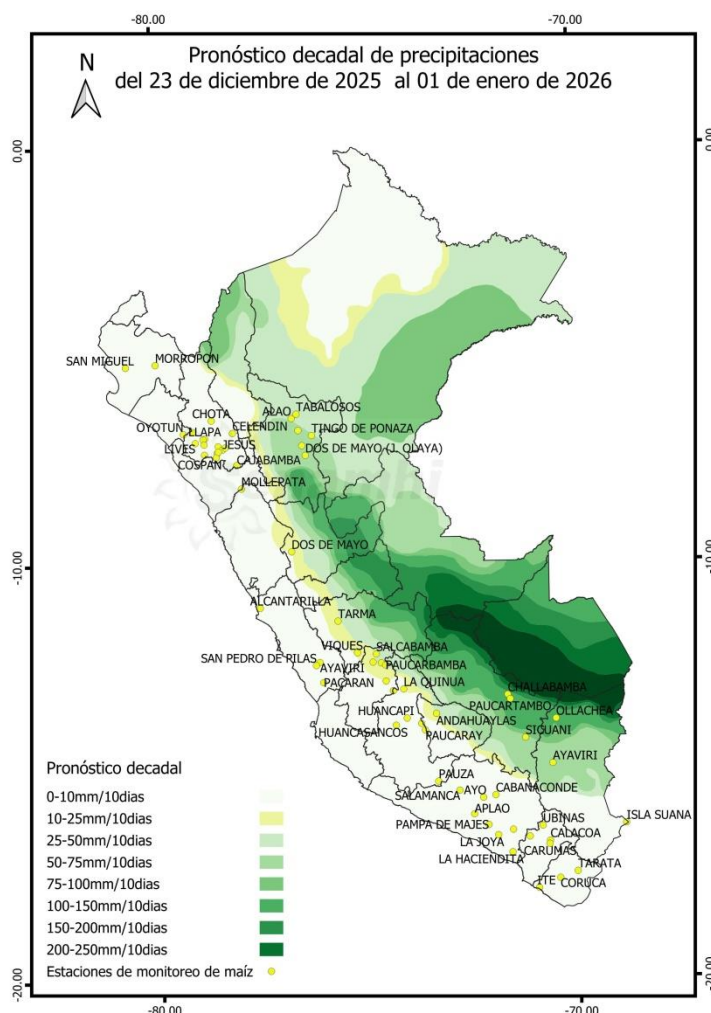 -80.00
-70.00
Pronóstico decadal de precipitaciones
del 23 de diciembre de 2025 al 01 de enero de 2026
N
0.00
0.00
SAN MIGUEL
MORROPON
CHOTA
ALAO
TABALOSOS
OYOTUN
LLAPA
CELENDIN
TINGO DE PONAZA
LIVES
JESUS
DOS DE MAYO (J. OLAYA)
COSPAN
CAJABAMBA
MOLLEPATA
DOS DE MAYO
-10.00
-10.00
ALCANTARILLA
TARMA
VIQUES
SALCABAMBA
SAN PEDRO DE PILAS
AYAVIRI
PAUCARBAMBA
PACARAN
LA QUINUA
CHALLABAMBA
PAUCARTAMBO
OLLACHEA
HUANCAPI
ANDAHUAYLAS
HUANCASANCOS
PAUCARAY
SIGUANI
AYAVIRI
Pronóstico decadal
PAUZA
0-10mm/10dias
SALAMANCA
AYO
CABANACONDE
10-25mm/10dias
APLAO
ISLA SUANA
25-50mm/10dias
PAMPA DE MAJES
UBINAS
50-75mm/10dias
LA JOYA
CALACOA
75-100mm/10dias
LA HACIENDITA
CARUMAS
100-150mm/10dias
TARATA
150-200mm/10dias
ITE
CORUCA
200-250mm/10dias
Estaciones de monitoreo de maíz
-20.00
-20.00
-80.00
-70.00